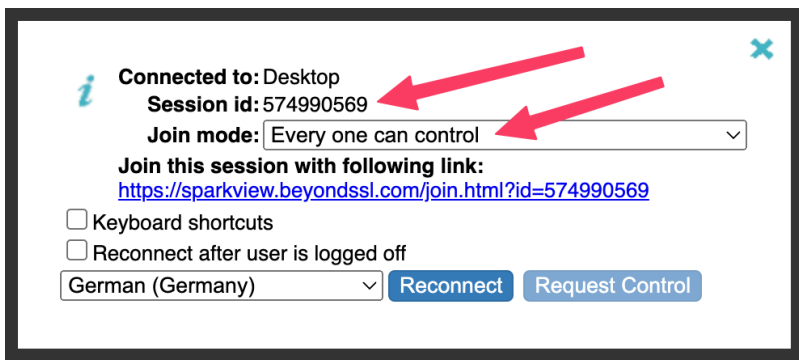 Connected to: Desktop
Session id: 574990569
Join mode: Every one can control
Join this session with following link:
https://sparkview.beyondssl.com/join.html?id=574990569
Keyboard shortcuts
Reconnect after user is logged off
German (Germany) Reconnect Request Control